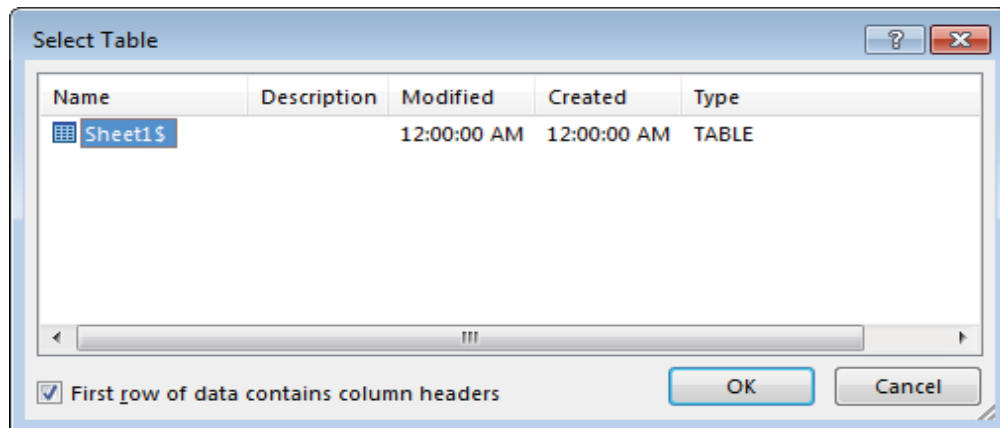 Select Table
?
Name Description Modified Created Type
Sheet1$ 12:00:00 AM 12:00:00 AM TABLE
First row of data contains column headers OK Cancel